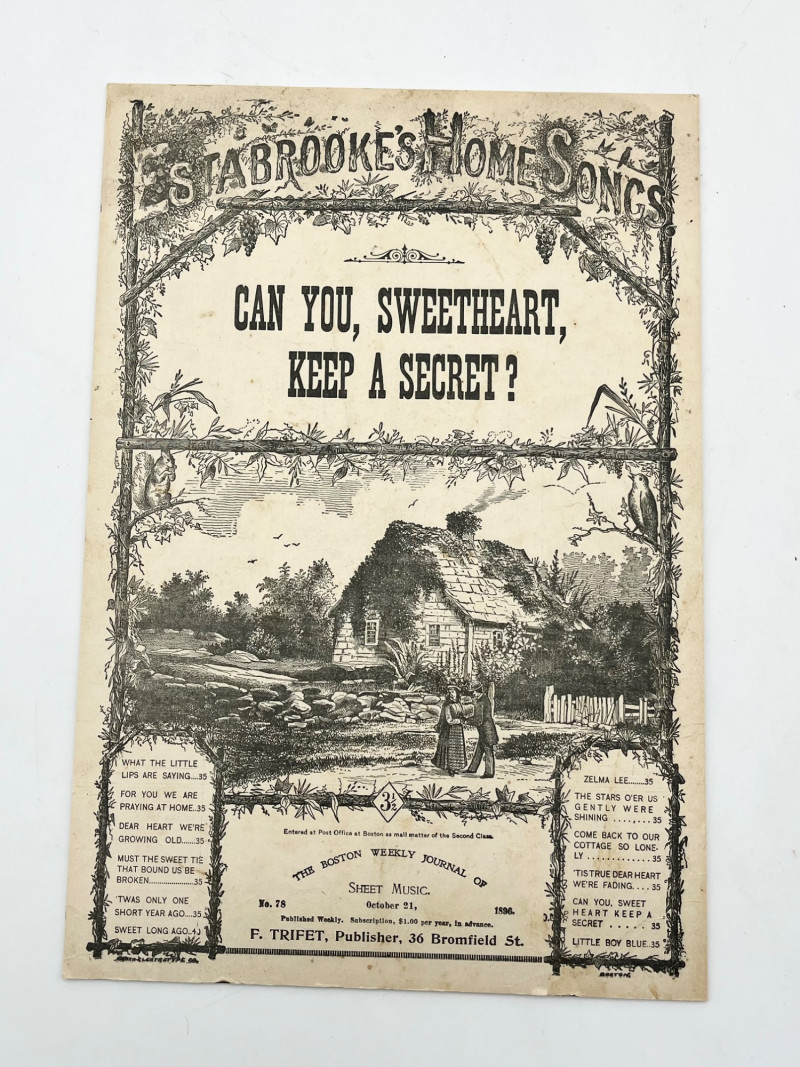 ESTABROOKE'S HOME SONGS
CAN YOU, SWEETHEART,
KEEP A SECRET?
WHAT THE LITTLE
LIPS ARE SAYING....35
FOR YOU WE ARE
PRAYING AT HOME..35
DEAR HEART WE'RE
GROWING OLD......35
MUST THE SWEET TIE
THAT BOUND US BE
BROKEN......................35
'TWAS ONLY ONE
SHORT YEAR AGO....35
SWEET LONG AGO..40
3½
Entered at Post Office at Boston as mail matter of the Second Class.
THE BOSTON WEEKLY JOURNAL OF
SHEET MUSIC.
No. 78 October 21, 1896.
Published Weekly. Subscription, $1.00 per year, in advance.
F. TRIFET, Publisher, 36 Bromfield St.
ZELMA LEE........35
THE STARS O'ER US
GENTLY WERE
SHINING ........35
COME BACK TO OUR
COTTAGE SO LONE-
LY .............35
'TIS TRUE DEAR HEART
WE'RE FADING....35
CAN YOU, SWEET
HEART KEEP A
SECRET ..... 35
LITTLE BOY BLUE..35
BOSTON.